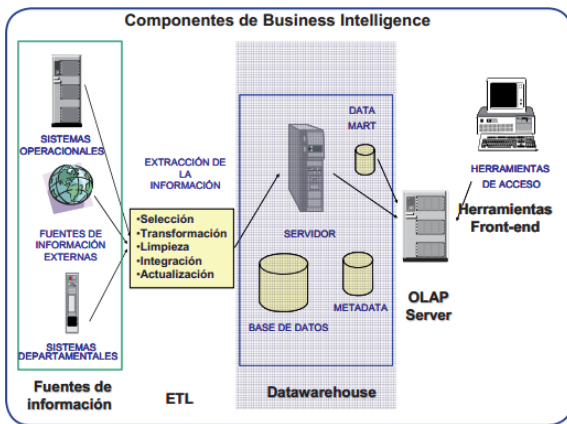 Componentes de Business Intelligence
SISTEMAS
OPERACIONALES
FUENTES DE
INFORMACIÓN
EXTERNAS
SISTEMAS
DEPARTAMENTALES
Fuentes de
información
EXTRACCIÓN DE
LA
INFORMACIÓN
•Selección
•Transformación
•Limpieza
•Integración
•Actualización
ETL
DATA
MART
SERVIDOR
BASE DE DATOS
METADATA
Datawarehouse
OLAP
Server
HERRAMIENTAS
DE ACCESO
Herramientas
Front-end